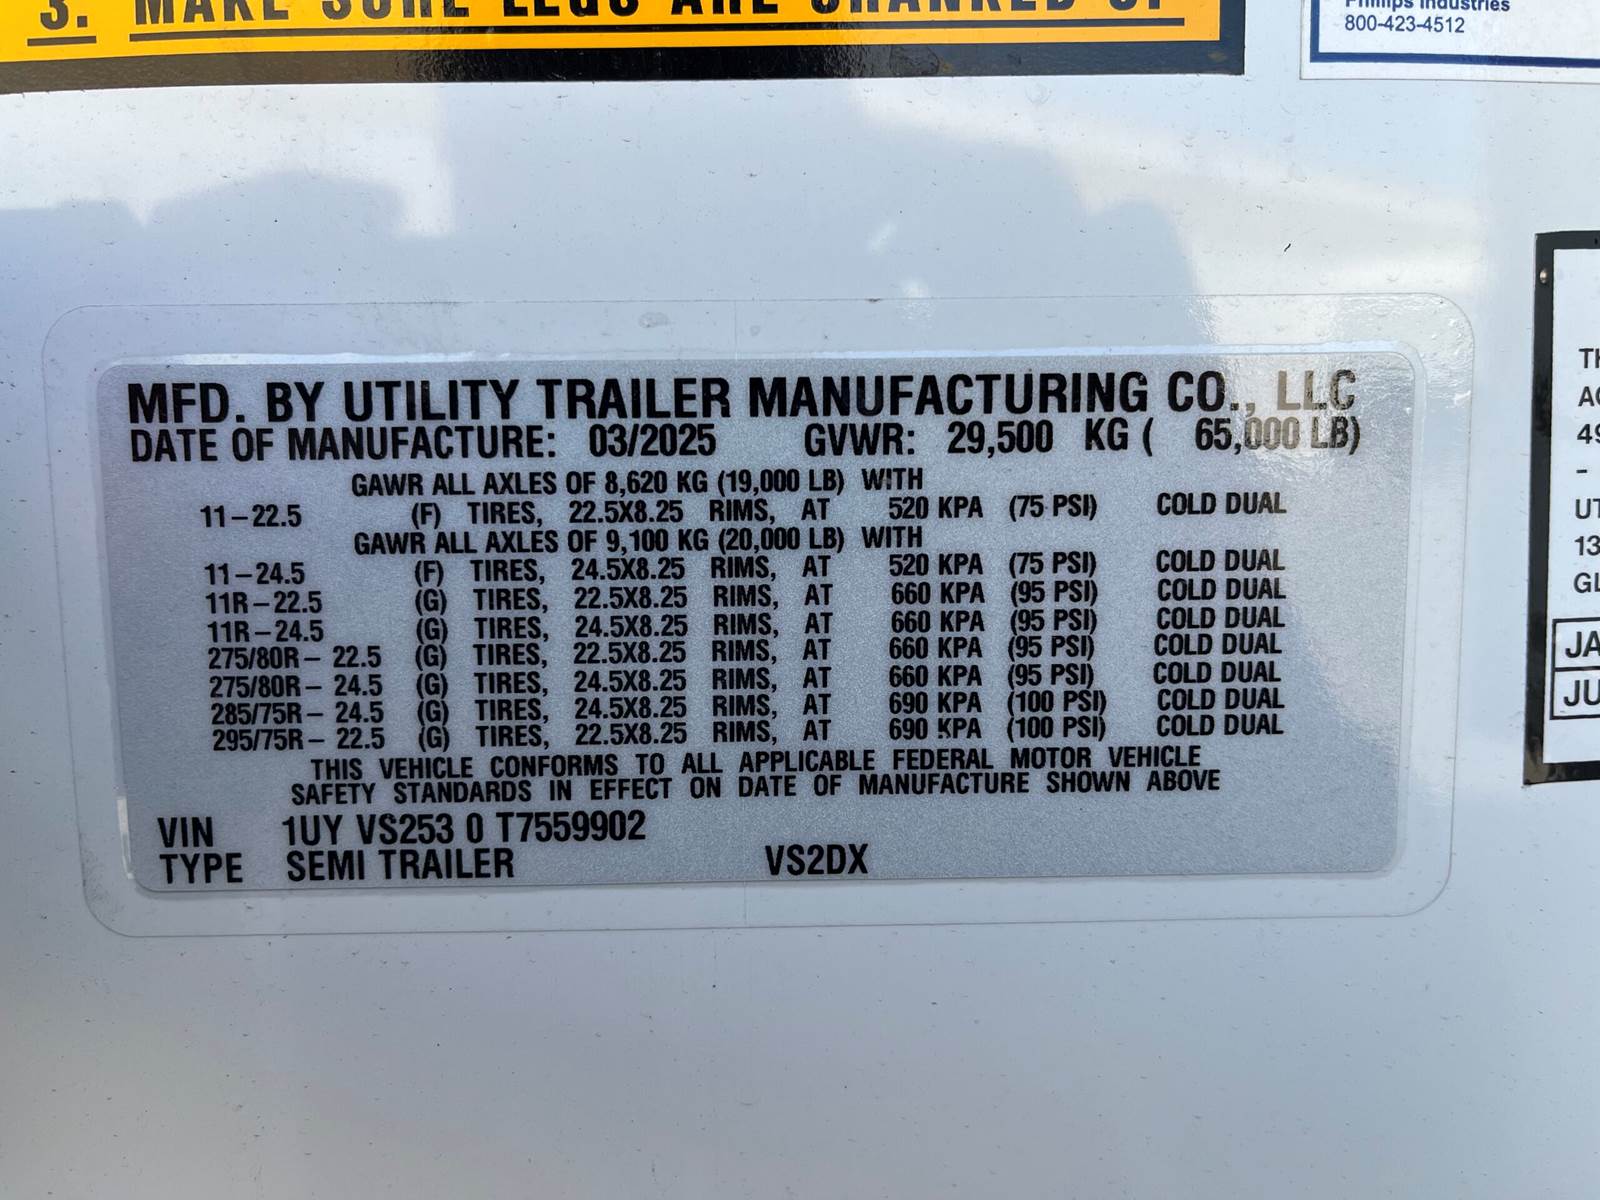 3. MAKE SURE LEGS ARE CRANKED UP
Phillips Industries
800-423-4512
MFD. BY UTILITY TRAILER MANUFACTURING CO., LLC
DATE OF MANUFACTURE: 03/2025 GVWR: 29,500 KG ( 65,000 LB)
GAWR ALL AXLES OF 8,620 KG (19,000 LB) WITH
11-22.5 (F) TIRES, 22.5X8.25 RIMS, AT 520 KPA (75 PSI) COLD DUAL
GAWR ALL AXLES OF 9,100 KG (20,000 LB) WITH
11-24.5 (F) TIRES, 24.5X8.25 RIMS, AT 520 KPA (75 PSI) COLD DUAL
11R-22.5 (G) TIRES, 22.5X8.25 RIMS, AT 660 KPA (95 PSI) COLD DUAL
11R-24.5 (G) TIRES, 24.5X8.25 RIMS, AT 660 KPA (95 PSI) COLD DUAL
275/80R- 22.5 (G) TIRES, 22.5X8.25 RIMS, AT 660 KPA (95 PSI) COLD DUAL
275/80R- 24.5 (G) TIRES, 24.5X8.25 RIMS, AT 660 KPA (95 PSI) COLD DUAL
285/75R- 24.5 (G) TIRES, 24.5X8.25 RIMS, AT 690 KPA (100 PSI) COLD DUAL
295/75R- 22.5 (G) TIRES, 22.5X8.25 RIMS, AT 690 KPA (100 PSI) COLD DUAL
THIS VEHICLE CONFORMS TO ALL APPLICABLE FEDERAL MOTOR VEHICLE
SAFETY STANDARDS IN EFFECT ON DATE OF MANUFACTURE SHOWN ABOVE
VIN 1UY VS253 0 T7559902
TYPE SEMI TRAILER VS2DX
TH
AC
49
-
UT
13
GL
JA
JU